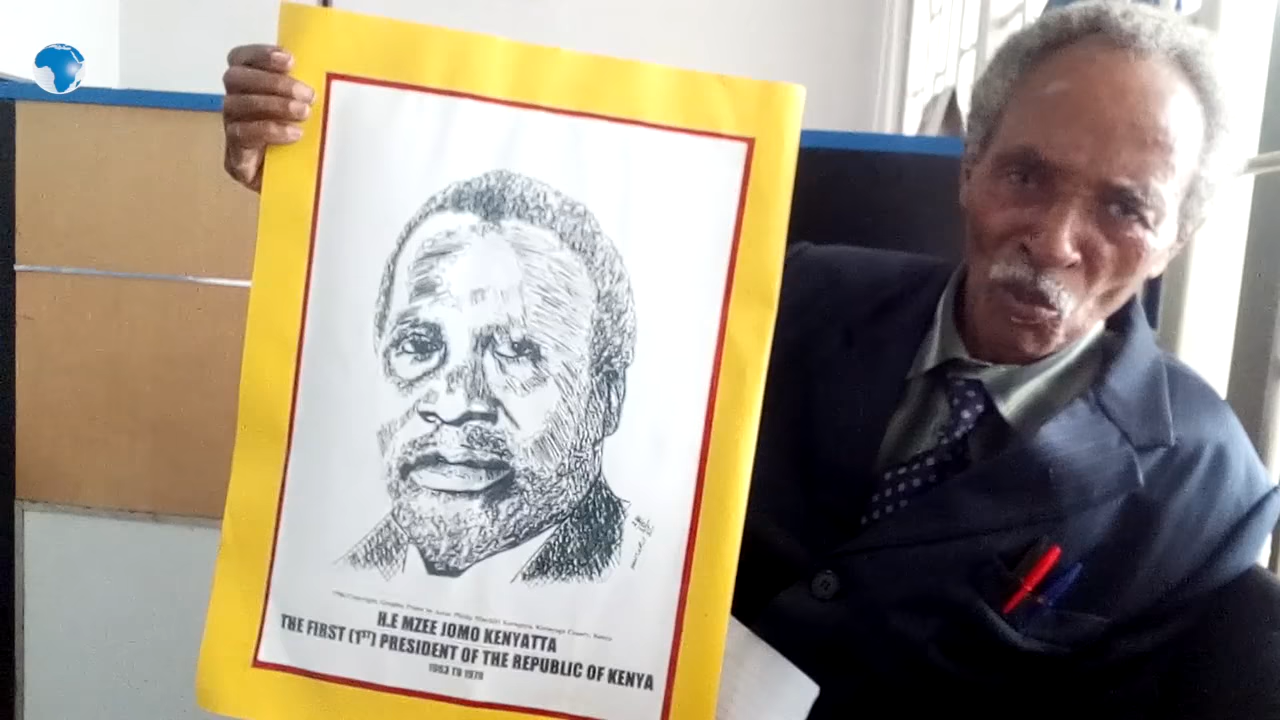 H.E MZEE JOMO KENYATTA
THE FIRST (1ST) PRESIDENT OF THE REPUBLIC OF KENYA
1963 TO 1978